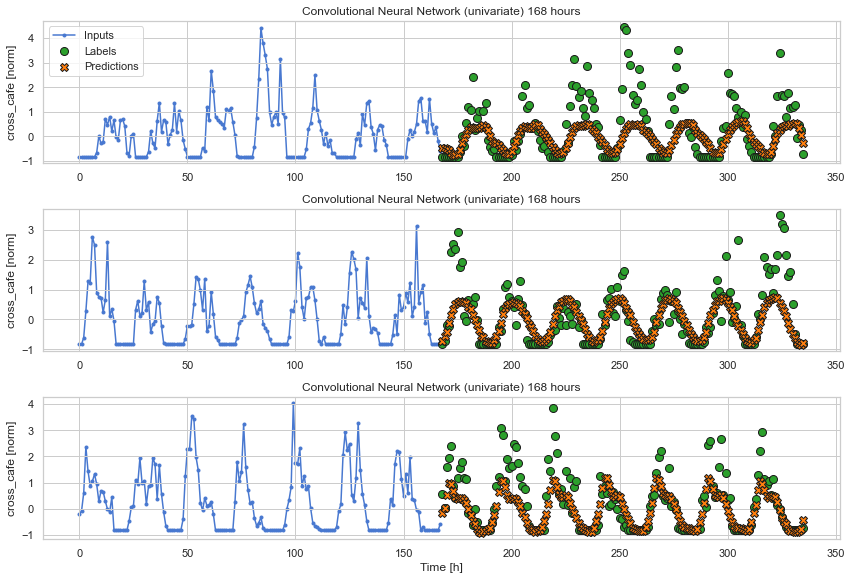 Convolutional Neural Network (univariate) 168 hours
cross_cafe [norm]
4
3
2
1
0
−1
Inputs
Labels
Predictions
0 50 100 150 200 250 300 350
Convolutional Neural Network (univariate) 168 hours
cross_cafe [norm]
3
2
1
0
−1
0 50 100 150 200 250 300 350
Convolutional Neural Network (univariate) 168 hours
cross_cafe [norm]
4
3
2
1
0
−1
0 50 100 150 200 250 300 350
Time [h]